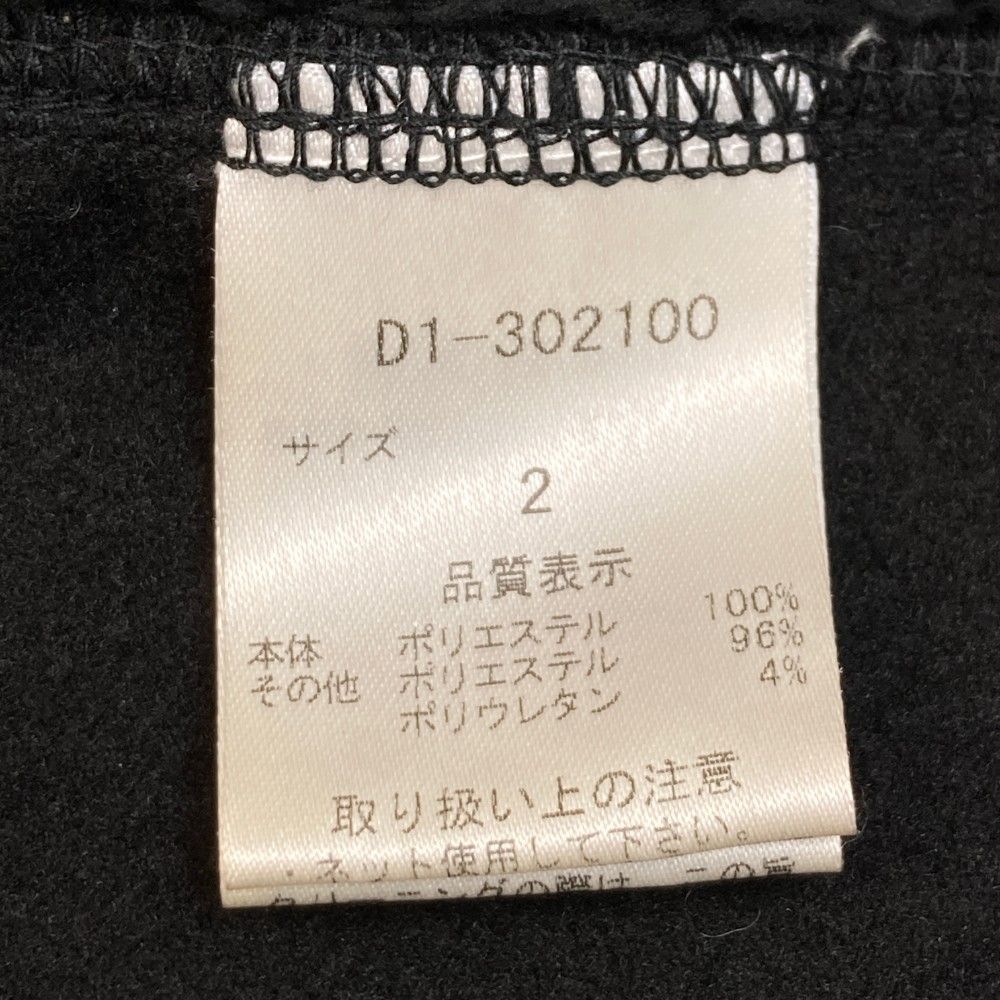 D1-302100
サイズ
2
品質表示
本体 ポリエステル 100%
その他 ポリエステル 96%
ポリウレタン 4%
取り扱い上の注意
・ネット使用して下さい。